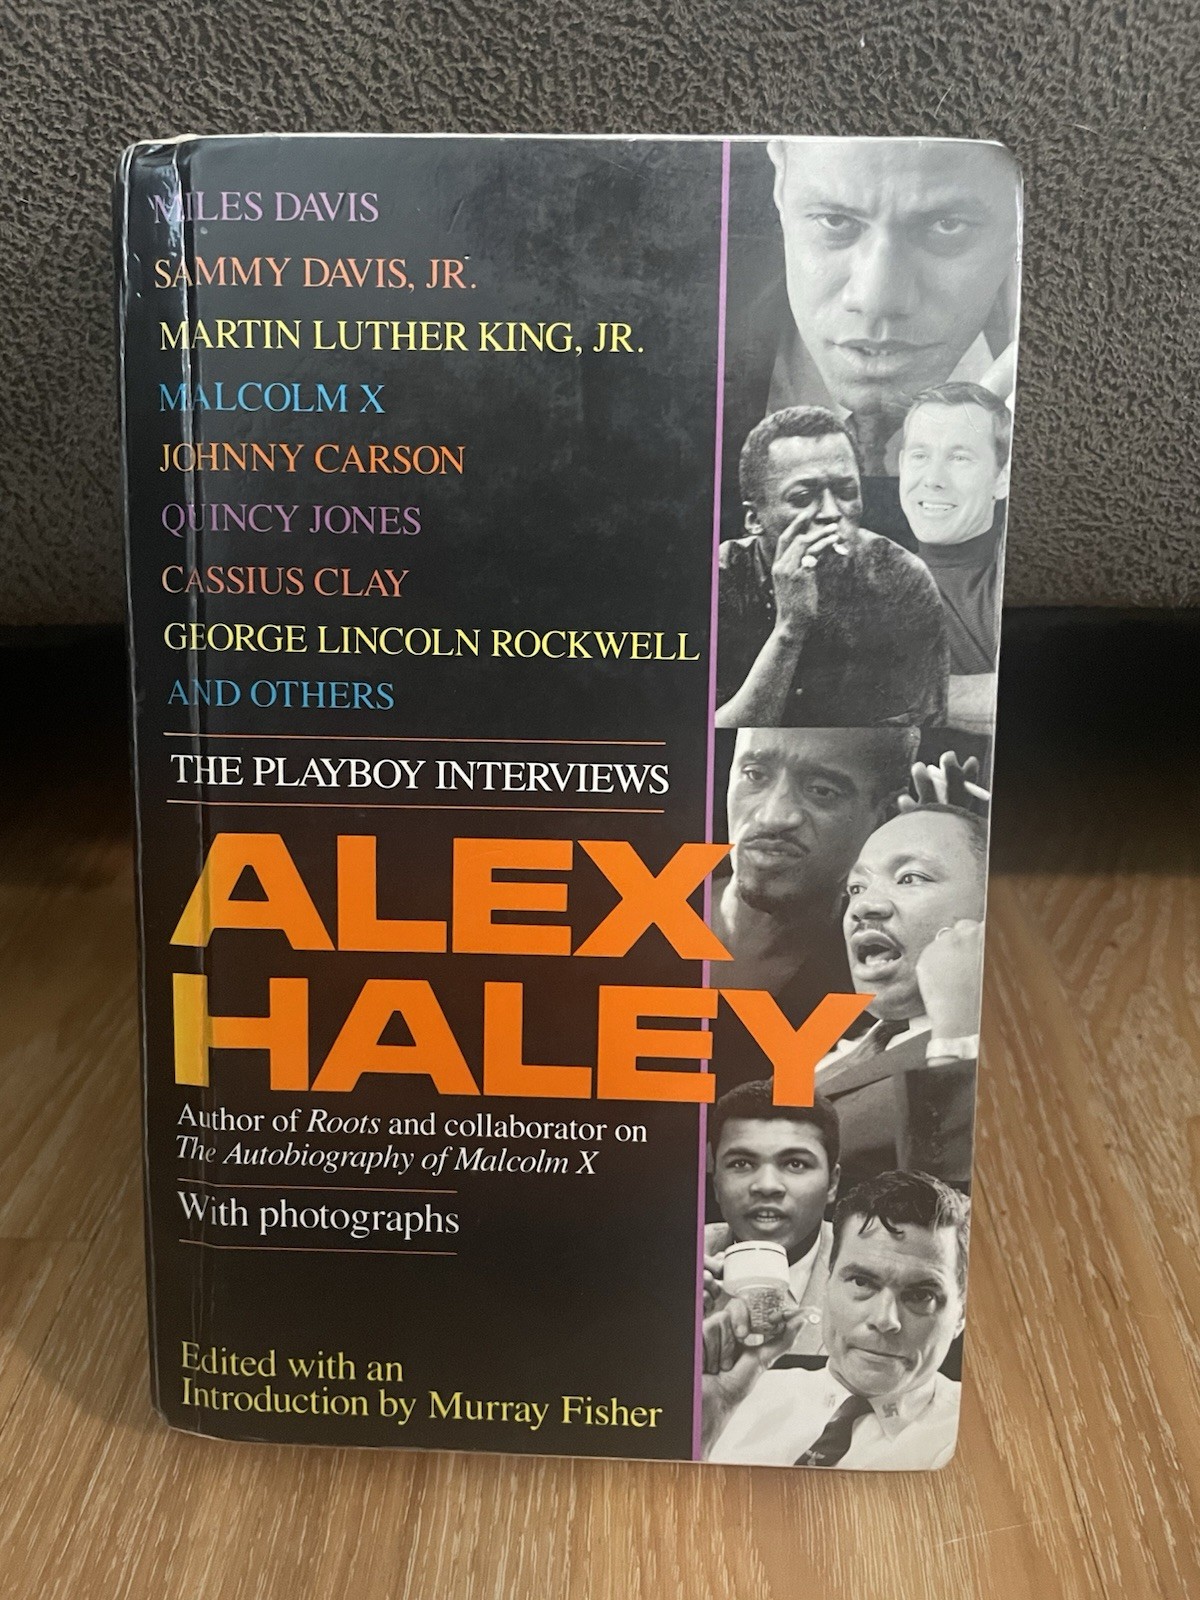 MILES DAVIS
SAMMY DAVIS, JR.
MARTIN LUTHER KING, JR.
MALCOLM X
JOHNNY CARSON
QUINCY JONES
CASSIUS CLAY
GEORGE LINCOLN ROCKWELL
AND OTHERS
THE PLAYBOY INTERVIEWS
ALEX
HALEY
Author of Roots and collaborator on
The Autobiography of Malcolm X
With photographs
Edited with an
Introduction by Murray Fisher